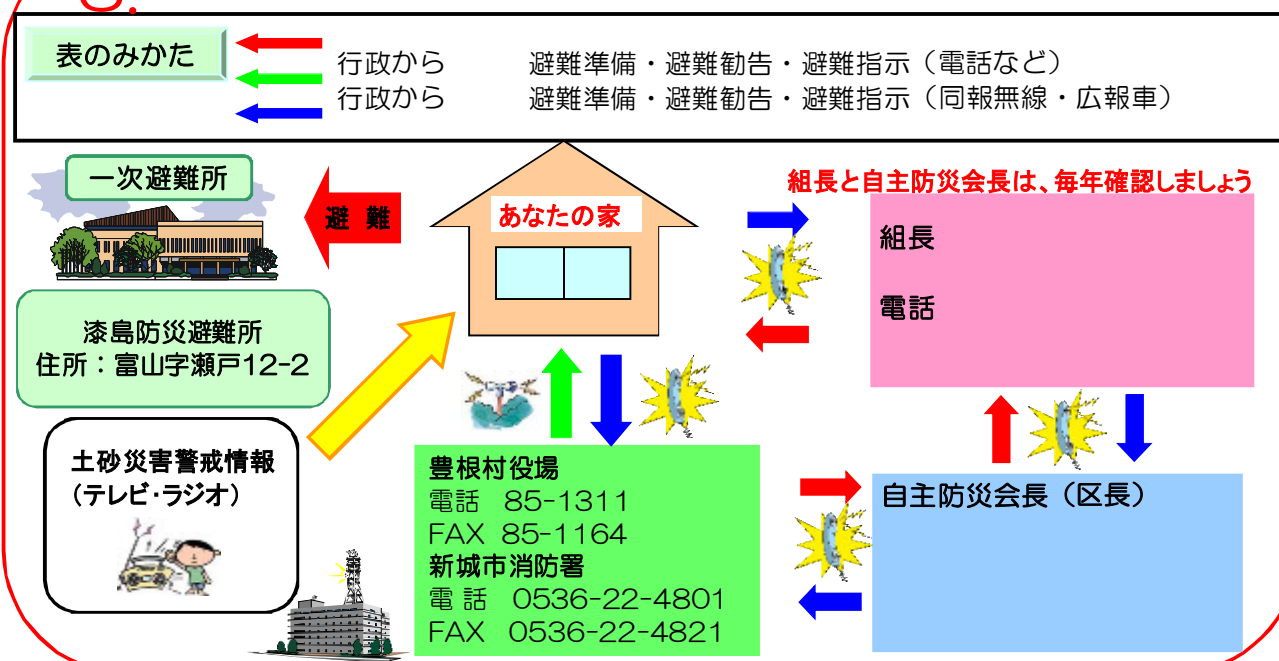 る.
表のみかた
行政から 避難準備・避難勧告・避難指示（電話など）
行政から 避難準備・避難勧告・避難指示（同報無線・広報車）
一次避難所
避 難
あなたの家
組長と自主防災会長は、毎年確認しましょう
組長
電話
漆島防災避難所
住所：富山字瀬戸12-2
土砂災害警戒情報
（テレビ・ラジオ）
豊根村役場
電話 85-1311
FAX 85-1164
新城市消防署
電 話 0536-22-4801
FAX 0536-22-4821
自主防災会長（区長）